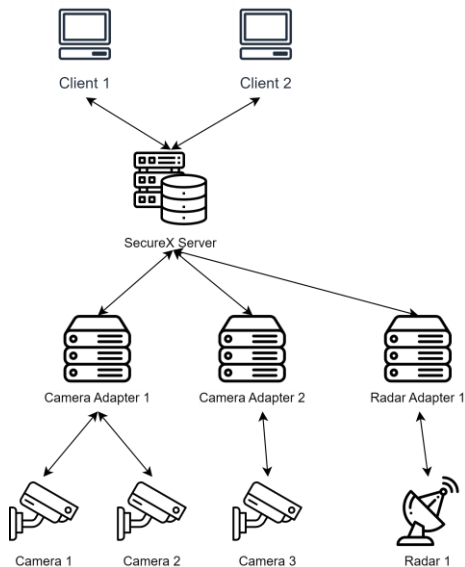 Client 1
Client 2
SecureX Server
Camera Adapter 1
Camera Adapter 2
Radar Adapter 1
Camera 1
Camera 2
Camera 3
Radar 1